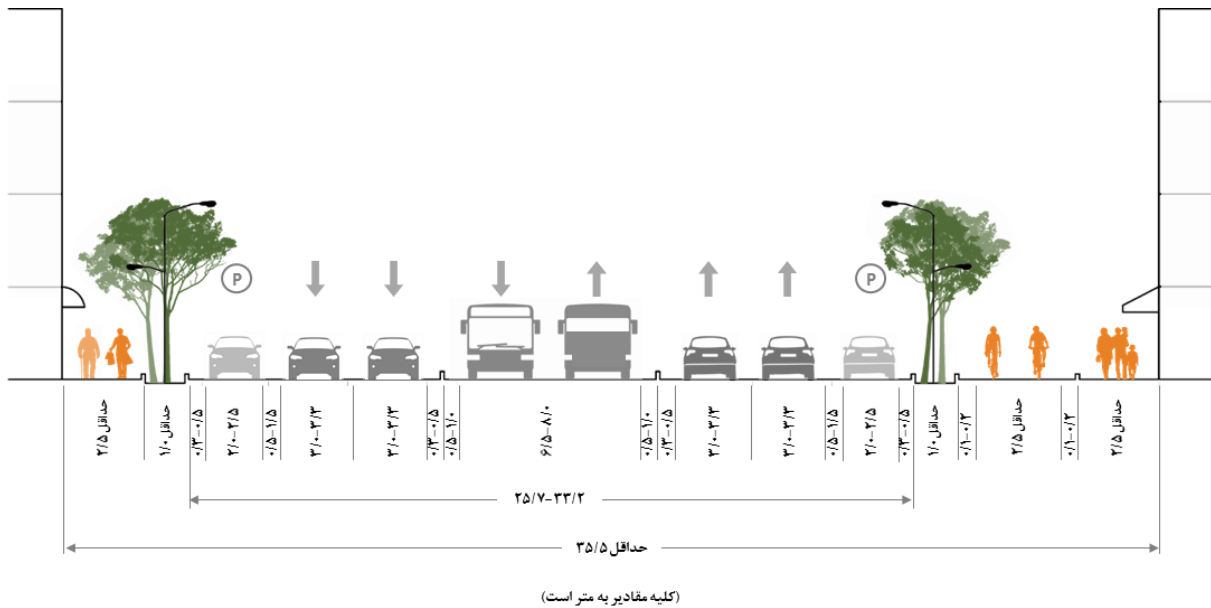 P
P
حداقل ۲/۵
حداقل ۱/۰
۰/۳-۰/۵
۲/۰-۲/۵
۰/۵-۱/۵
۳/۰-۳/۳
۳/۰-۳/۳
۰/۳-۰/۵
۰/۵-۱/۰
۶/۵-۸/۰
۰/۵-۱/۰
۰/۳-۰/۵
۳/۰-۳/۳
۳/۰-۳/۳
۰/۵-۱/۵
۲/۰-۲/۵
۰/۳-۰/۵
حداقل ۱/۰
۰/۱-۰/۲
حداقل ۲/۵
۰/۱-۰/۲
حداقل ۲/۵
۲۵/۷-۳۳/۲
حداقل ۳۵/۵
(کلیه مقادیر به متر است)